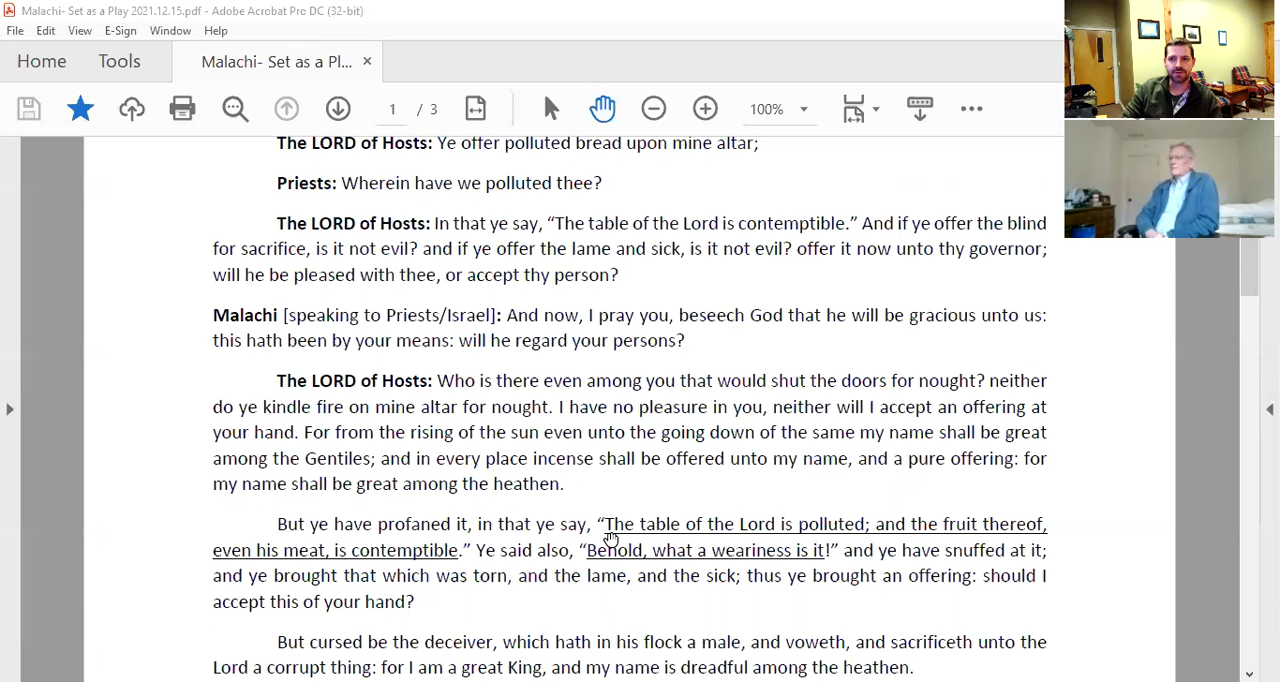 Malachi- Set as a Play 2021.12.15.pdf - Adobe Acrobat Pro DC (32-bit)
File Edit View E-Sign Window Help
Home Tools Malachi- Set as a Pl... ×
1 / 3 100%
The LORD of Hosts: Ye offer polluted bread upon mine altar;
Priests: Wherein have we polluted thee?
The LORD of Hosts: In that ye say, “The table of the Lord is contemptible.” And if ye offer the blind
for sacrifice, is it not evil? and if ye offer the lame and sick, is it not evil? offer it now unto thy governor;
will he be pleased with thee, or accept thy person?
Malachi [speaking to Priests/Israel]: And now, I pray you, beseech God that he will be gracious unto us:
this hath been by your means: will he regard your persons?
The LORD of Hosts: Who is there even among you that would shut the doors for nought? neither
do ye kindle fire on mine altar for nought. I have no pleasure in you, neither will I accept an offering at
your hand. For from the rising of the sun even unto the going down of the same my name shall be great
among the Gentiles; and in every place incense shall be offered unto my name, and a pure offering: for
my name shall be great among the heathen.
But ye have profaned it, in that ye say, “The table of the Lord is polluted; and the fruit thereof,
even his meat, is contemptible.” Ye said also, “Behold, what a weariness is it!” and ye have snuffed at it;
and ye brought that which was torn, and the lame, and the sick; thus ye brought an offering: should I
accept this of your hand?
But cursed be the deceiver, which hath in his flock a male, and voweth, and sacrificeth unto the
Lord a corrupt thing: for I am a great King, and my name is dreadful among the heathen.